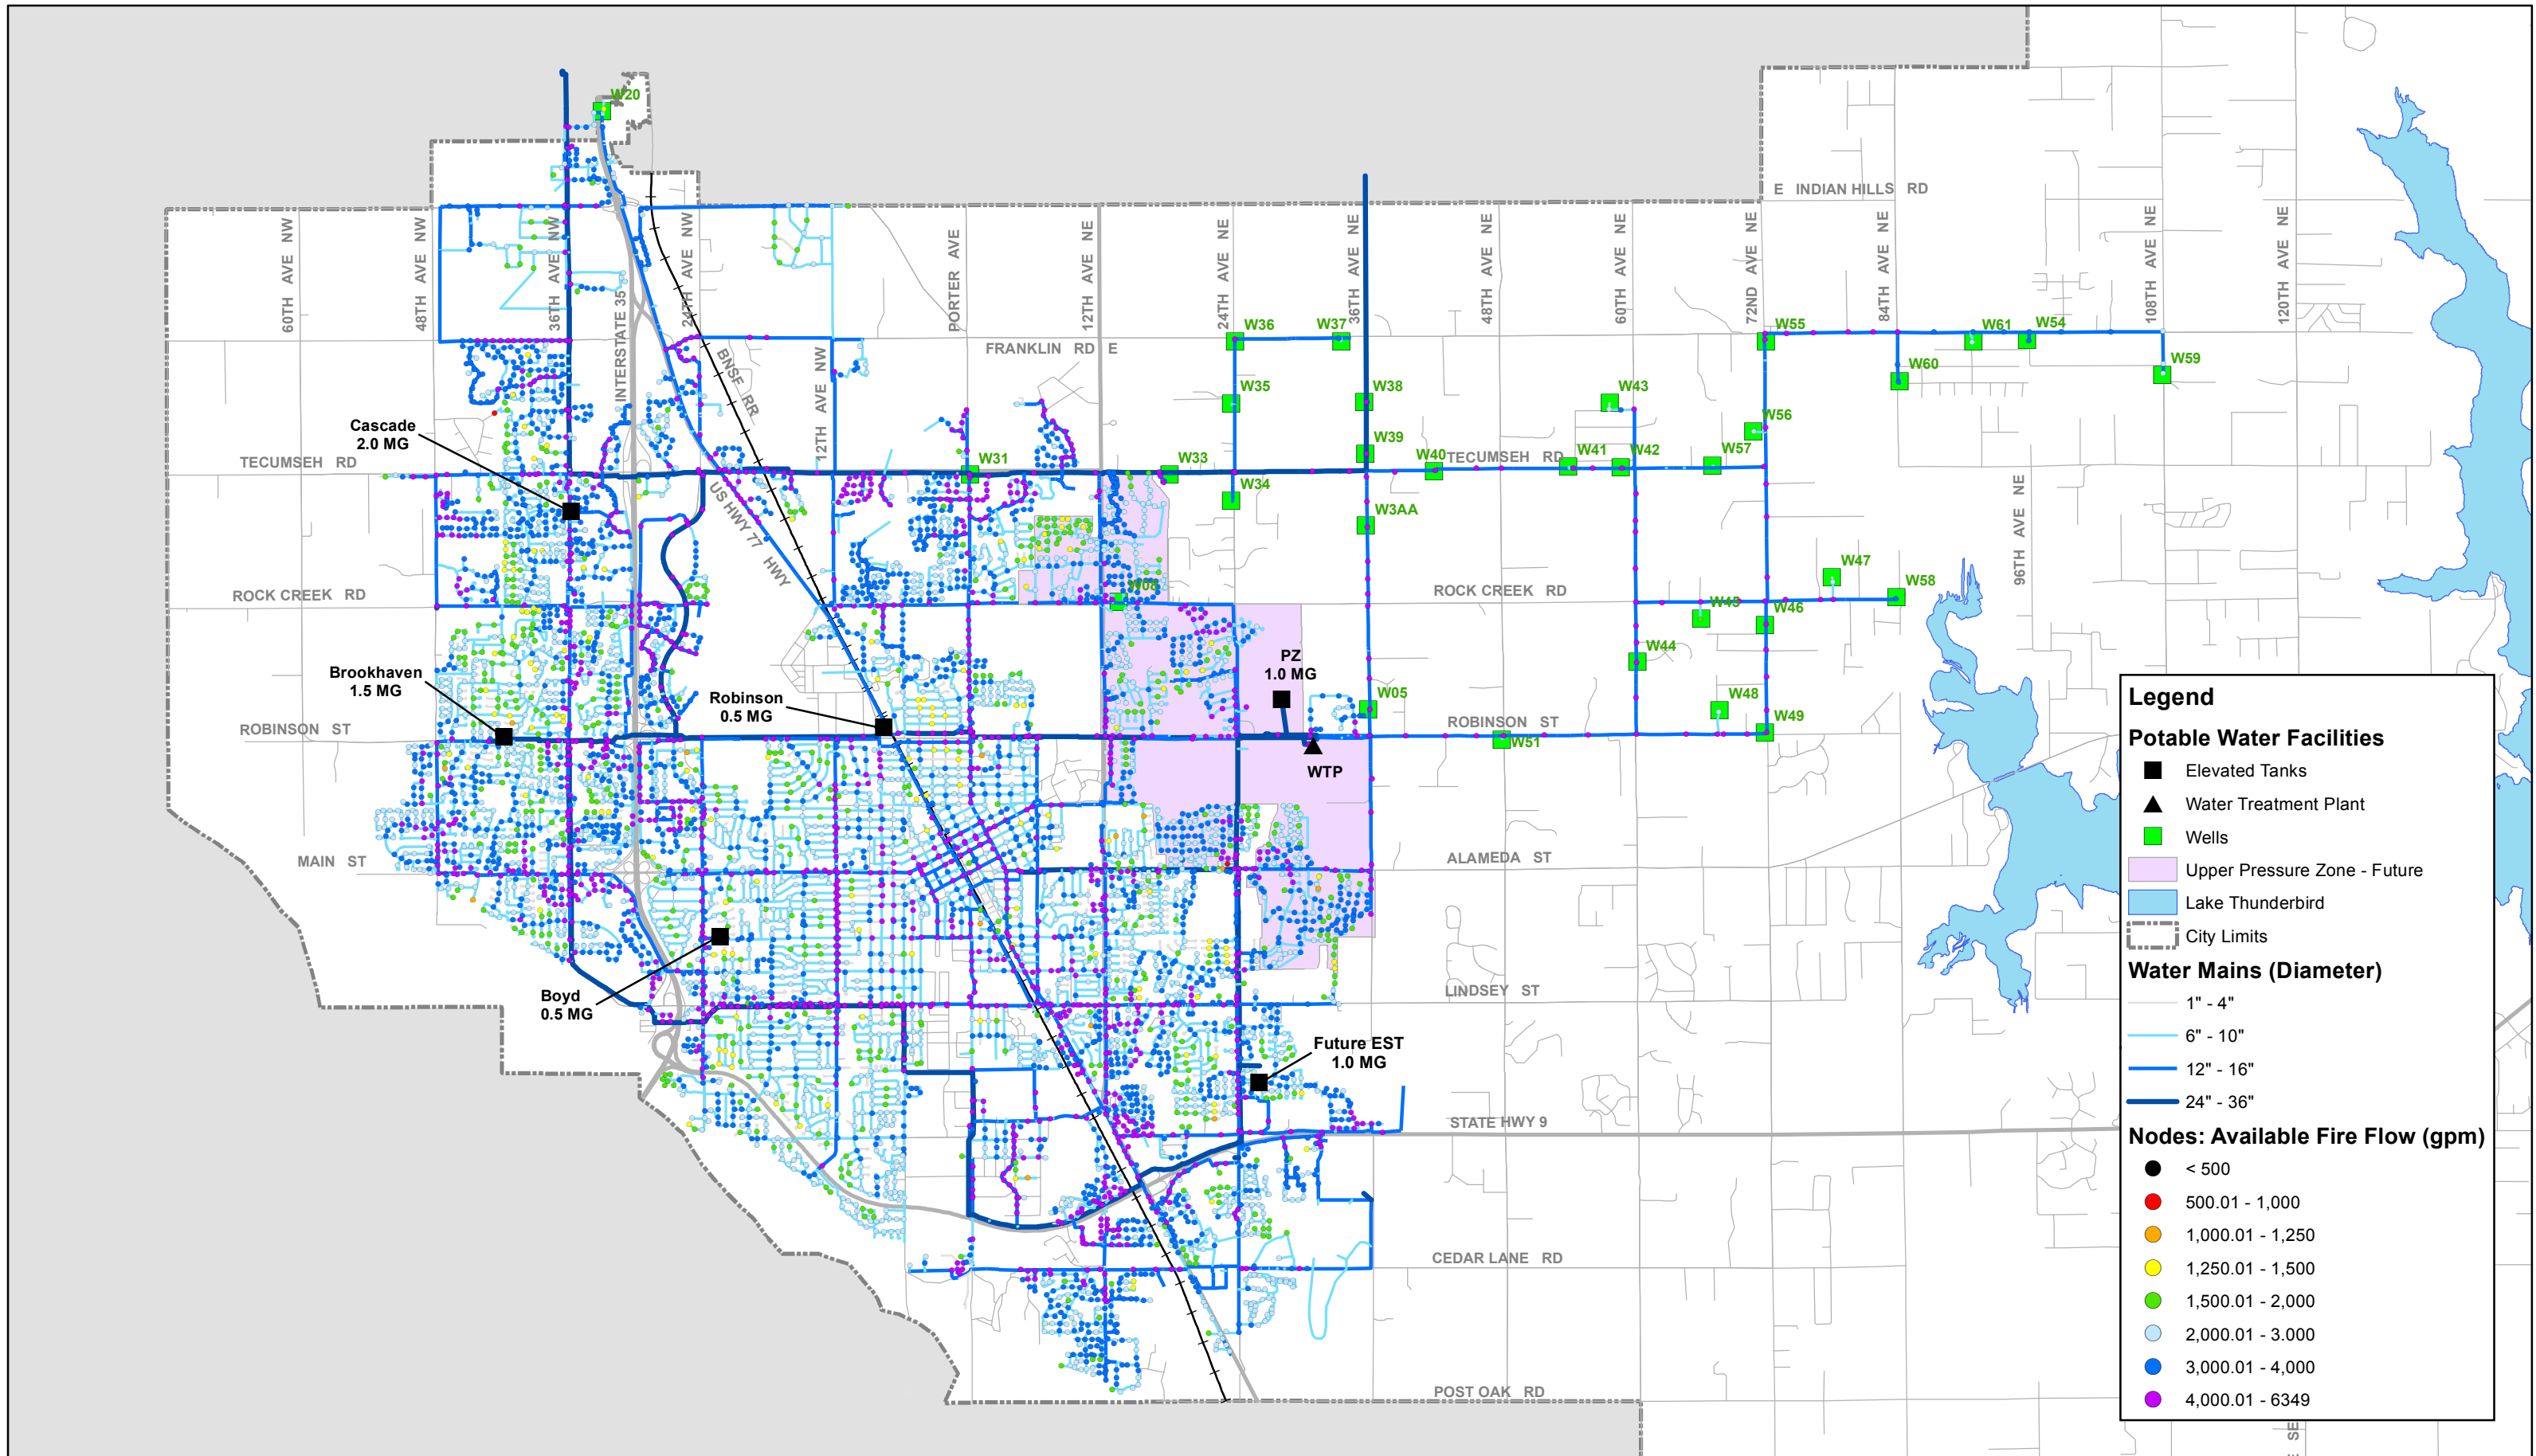 W20
E INDIAN HILLS RD
60TH AVE NW
48TH AVE NW
36TH AVE NW
INTERSTATE 35
24TH AVE NW
BNSF RR
12TH AVE NW
PORTER AVE
12TH AVE NE
24TH AVE NE
36TH AVE NE
48TH AVE NE
60TH AVE NE
72ND AVE NE
84TH AVE NE
96TH AVE NE
108TH AVE NE
120TH AVE NE
FRANKLIN RD E
W36
W37
W55
W61
W54
W59
W60
W35
W38
W43
W56
W39
W40
W41
W42
W57
W31
W33
W34
W3AA
TECUMSEH RD
TECUMSEH RD
Cascade
2.0 MG
US HWY 77 HWY
ROCK CREEK RD
ROCK CREEK RD
W08
W47
W58
W45
W46
W44
W48
W49
W05
W51
PZ
1.0 MG
Brookhaven
1.5 MG
Robinson
0.5 MG
ROBINSON ST
ROBINSON ST
WTP
MAIN ST
ALAMEDA ST
Boyd
0.5 MG
LINDSEY ST
Future EST
1.0 MG
STATE HWY 9
CEDAR LANE RD
POST OAK RD
SE
Legend
Potable Water Facilities
Elevated Tanks
Water Treatment Plant
Wells
Upper Pressure Zone - Future
Lake Thunderbird
City Limits
Water Mains (Diameter)
1" - 4"
6" - 10"
12" - 16"
24" - 36"
Nodes: Available Fire Flow (gpm)
< 500
500.01 - 1,000
1,000.01 - 1,250
1,250.01 - 1,500
1,500.01 - 2,000
2,000.01 - 3.000
3,000.01 - 4,000
4,000.01 - 6349